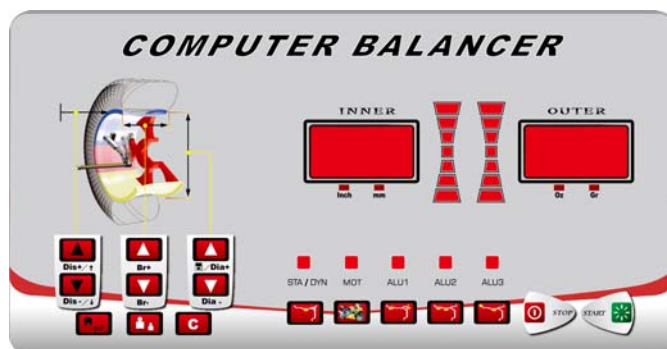 COMPUTER BALANCER
INNER
OUTER
Inch mm
Oz Gr
Dis+/↑ Br+ /Dia+
Dis-/↓ Br- Dia -
STA / DYN MOT ALU1 ALU2 ALU3
C
STOP START